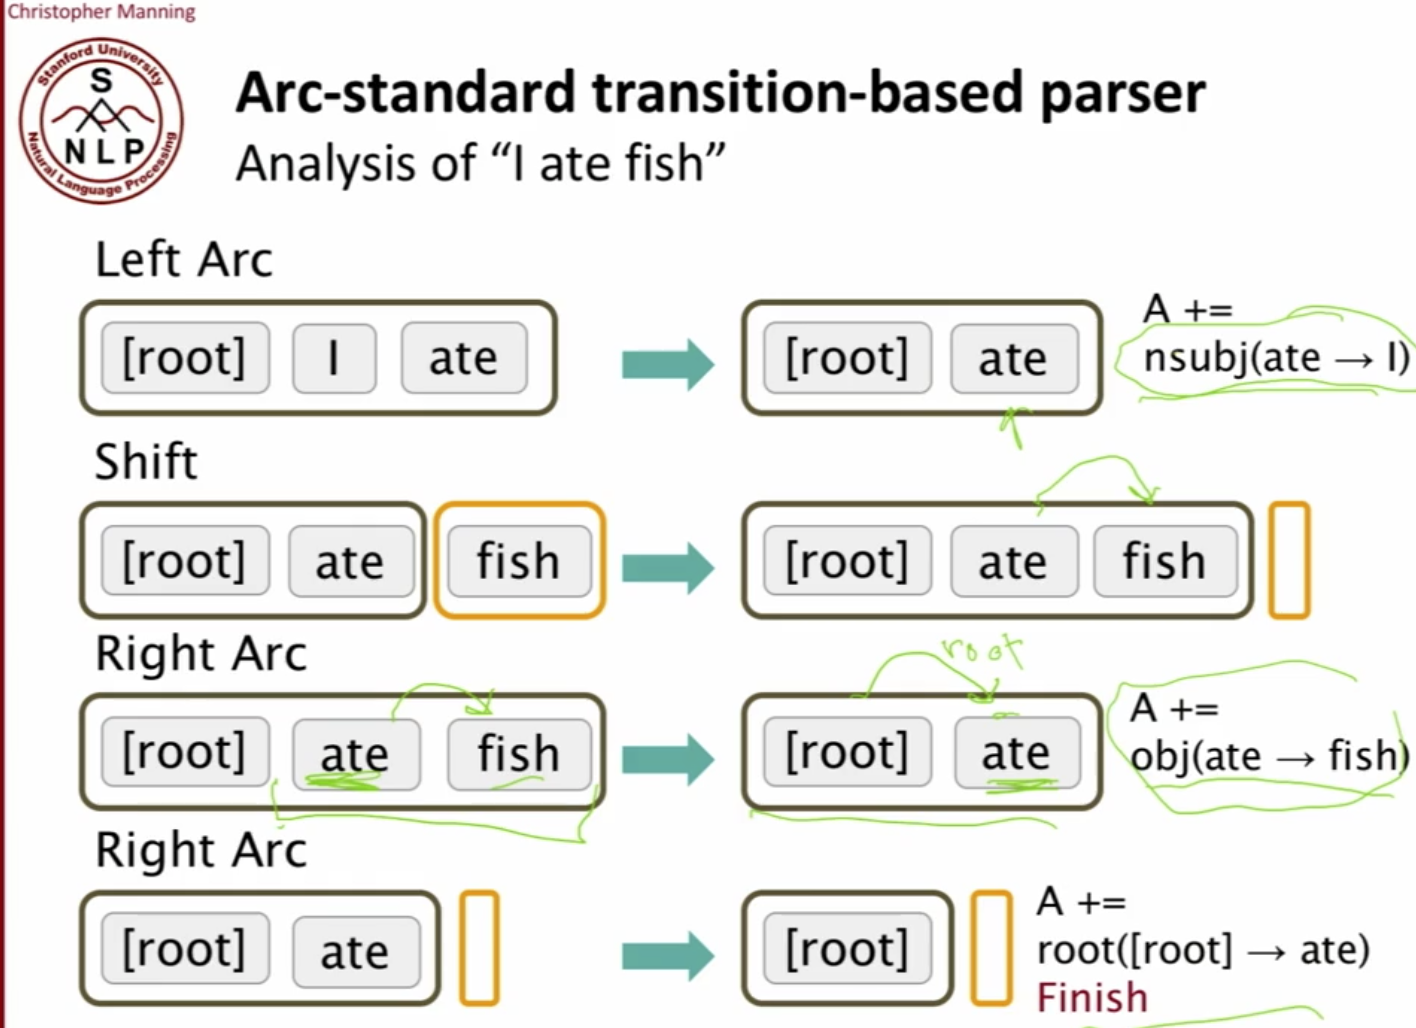 Christopher Manning
Stanford University
S
NLP
Natural Language Processing
Arc-standard transition-based parser
Analysis of “I ate fish”
Left Arc
[root] I ate [root] ate A +=
nsubj(ate → I)
Shift
[root] ate fish [root] ate fish
Right Arc
root
[root] ate fish [root] ate A +=
obj(ate → fish)
Right Arc
[root] ate [root] A +=
root([root] → ate)
Finish